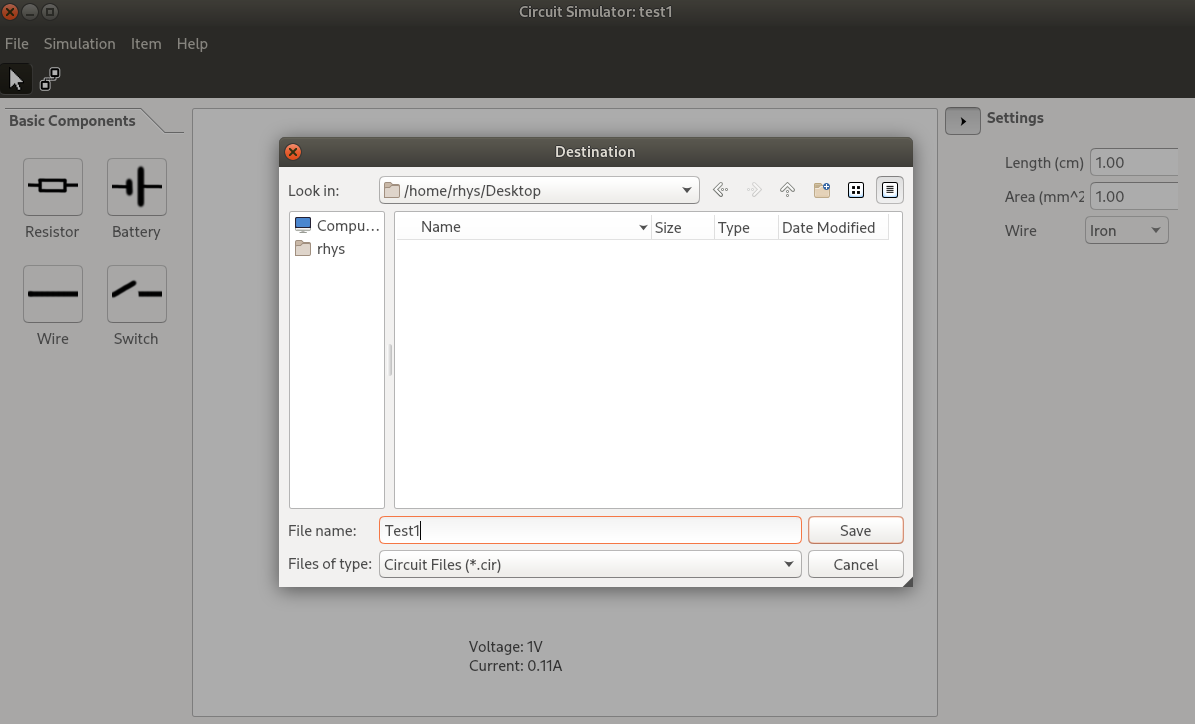 Circuit Simulator: test1
File Simulation Item Help
Basic Components
Resistor Battery
Wire Switch
Destination
Look in: /home/rhys/Desktop
Compu...
rhys
Name Size Type Date Modified
File name: Test1 Save
Files of type: Circuit Files (*.cir) Cancel
Voltage: 1V
Current: 0.11A
Settings
Length (cm) 1.00
Area (mm^2 1.00
Wire Iron